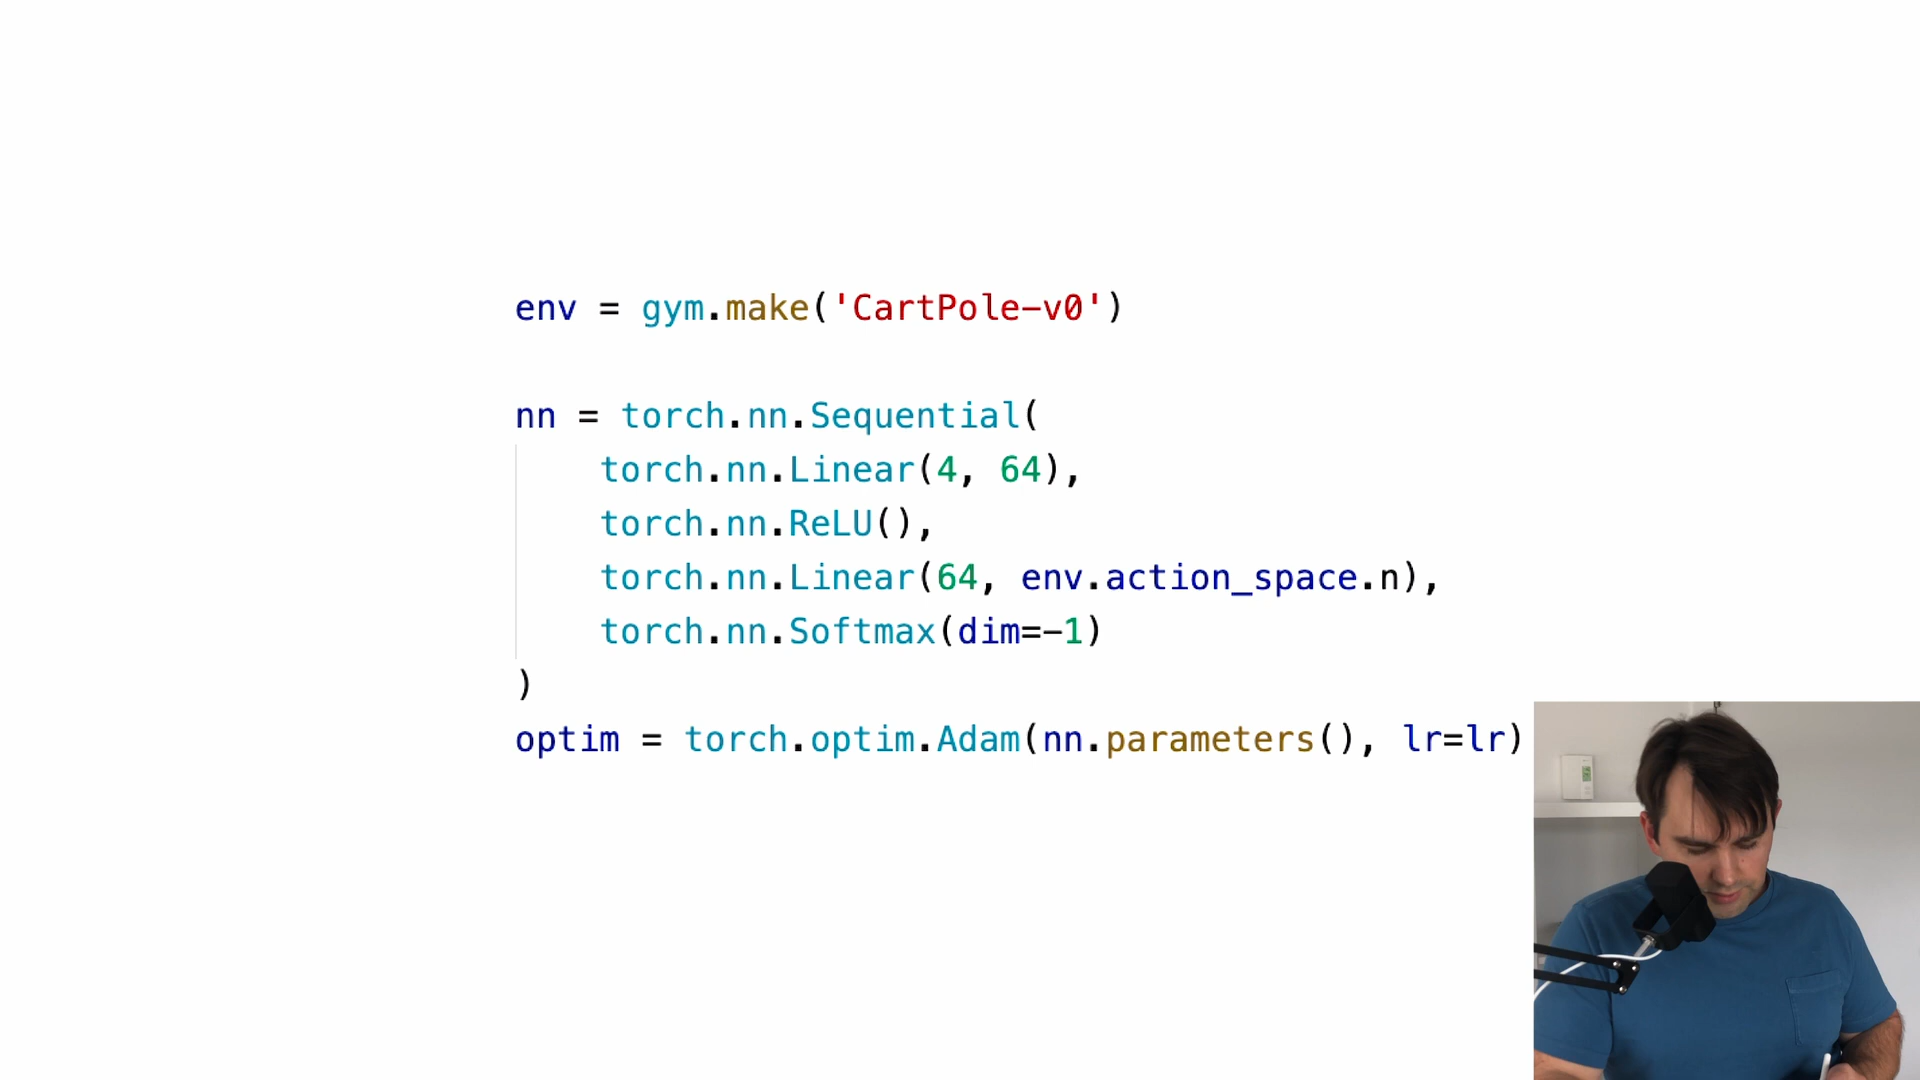 env = gym.make('CartPole-v0')
nn = torch.nn.Sequential(
    torch.nn.Linear(4, 64),
    torch.nn.ReLU(),
    torch.nn.Linear(64, env.action_space.n),
    torch.nn.Softmax(dim=-1)
)
optim = torch.optim.Adam(nn.parameters(), lr=lr)